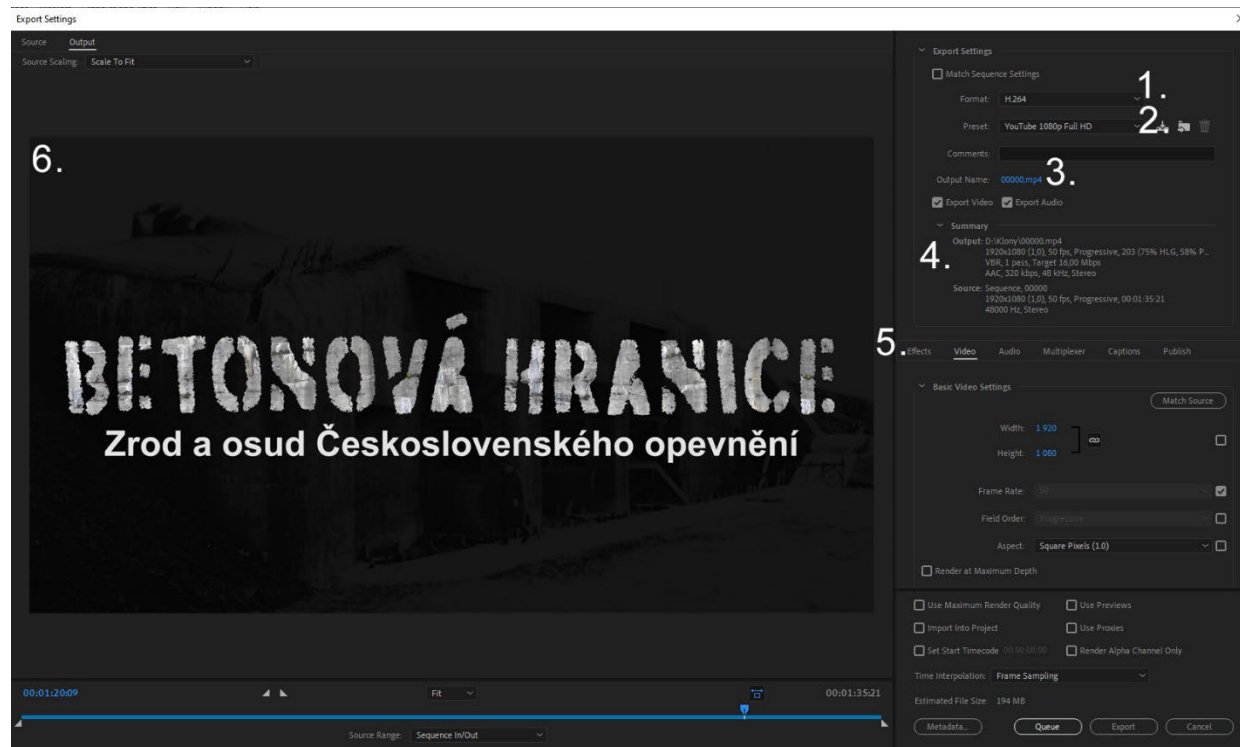 Export Settings
Source Output
Source Scaling: Scale To Fit
6.
BETONOVÁ HRANICE
Zrod a osud Československého opevnění
00:01:20:09 Fit 00:01:35:21
Source Range: Sequence In/Out
Export Settings
Match Sequence Settings
1.
Format: H.264
2.
Preset: YouTube 1080p Full HD
Comments:
3.
Output Name: 00000.mp4
Export Video Export Audio
Summary
4.
Output: D:\Klony\00000.mp4
1920x1080 (1,0), 50 fps, Progressive, 203 (75% HLG, 58% P...
VBR, 1 pass, Target 16,00 Mbps
AAC, 320 kbps, 48 kHz, Stereo
Source: Sequence, 00000
1920x1080 (1,0), 50 fps, Progressive, 00:01:35:21
48000 Hz, Stereo
5.
Effects Video Audio Multiplexer Captions Publish
Basic Video Settings
Match Source
Width: 1 920
Height: 1 080
Frame Rate: 50
Field Order: Progressive
Aspect: Square Pixels (1.0)
Render at Maximum Depth
Use Maximum Render Quality Use Previews
Import Into Project Use Proxies
Set Start Timecode 00:00:00:00 Render Alpha Channel Only
Time Interpolation: Frame Sampling
Estimated File Size: 194 MB
Metadata... Queue Export Cancel